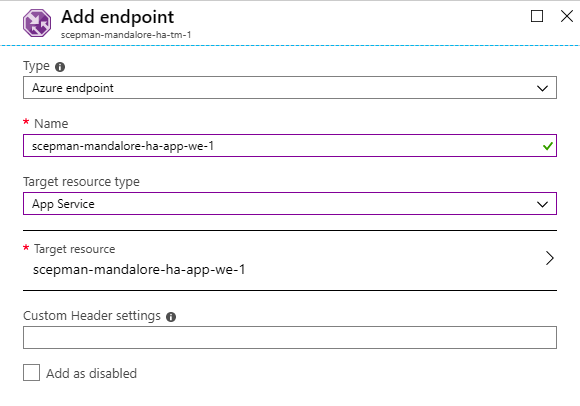 Add endpoint
scepman-mandalore-ha-tm-1
Type
Azure endpoint
* Name
scepman-mandalore-ha-app-we-1
Target resource type
App Service
* Target resource
scepman-mandalore-ha-app-we-1
Custom Header settings
Add as disabled